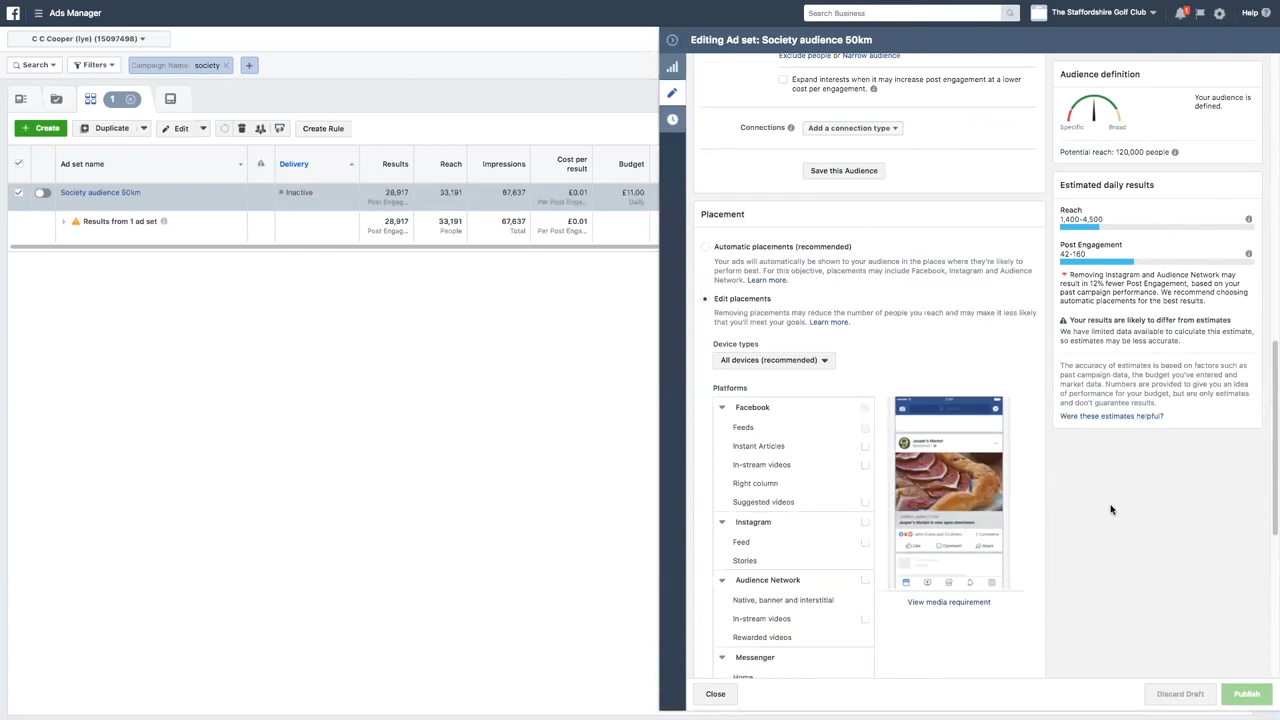 Ads Manager
Search Business
The Staffordshire Golf Club
1
Help
C C Cooper (lye) (15097498)
Search
Filters
Campaign Name: society
+
1
Create
Duplicate
Edit
Create Rule
Ad set name
Delivery
Results
Reach
Impressions
Cost per result
Budget
Society audience 50km
Inactive
28,917
Post Engag...
33,191
67,637
£0.01
Per Post Enga...
£11.00
Daily
Results from 1 ad set
28,917
Post Engag...
33,191
People
67,637
Total
£0.01
Per Post Enga...
Editing Ad set: Society audience 50km
Exclude people or Narrow audience
Expand interests when it may increase post engagement at a lower
cost per engagement.
Connections
Add a connection type
Save this Audience
Placement
Automatic placements (recommended)
Your ads will automatically be shown to your audience in the places where they're likely to
perform best. For this objective, placements may include Facebook, Instagram and Audience
Network. Learn more.
Edit placements
Removing placements may reduce the number of people you reach and may make it less likely
that you'll meet your goals. Learn more.
Device types
All devices (recommended)
Platforms
Facebook
Feeds
Instant Articles
In-stream videos
Right column
Suggested videos
Instagram
Feed
Stories
Audience Network
Native, banner and interstitial
In-stream videos
Rewarded videos
Messenger
Home
Jasper's Market
Jasper's Market is now open downtown
Like
Comment
Share
View media requirement
Audience definition
Specific
Broad
Your audience is
defined.
Potential reach: 120,000 people
Estimated daily results
Reach
1,400-4,500
Post Engagement
42-160
Removing Instagram and Audience Network may
result in 12% fewer Post Engagement, based on your
past campaign performance. We recommend choosing
automatic placements for the best results.
Your results are likely to differ from estimates
We have limited data available to calculate this estimate,
so estimates may be less accurate.
The accuracy of estimates is based on factors such as
past campaign data, the budget you've entered and
market data. Numbers are provided to give you an idea
of performance for your budget, but are only estimates
and don't guarantee results.
Were these estimates helpful?
Close
Discard Draft
Publish